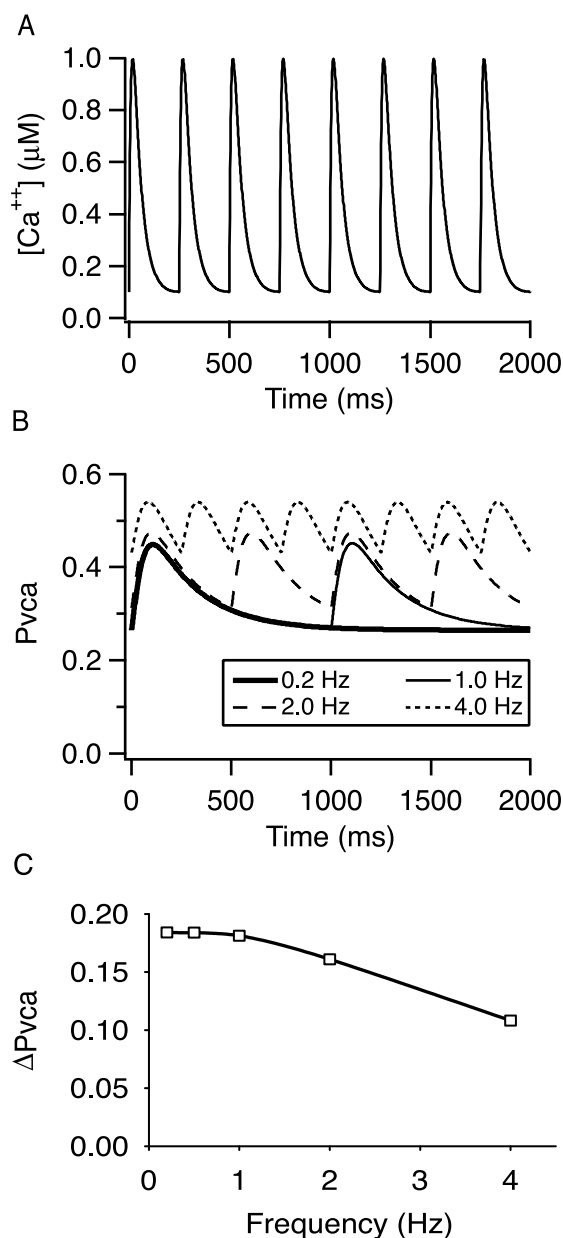 A
1.0
0.8
0.6
0.4
0.2
0.0
[Ca++] (μM)
0 500 1000 1500 2000
Time (ms)
B
0.6
0.4
0.2
0.0
Pvca
0.2 Hz 1.0 Hz
2.0 Hz 4.0 Hz
0 500 1000 1500 2000
Time (ms)
C
0.20
0.15
0.10
0.05
0.00
ΔPvca
0 1 2 3 4
Frequency (Hz)